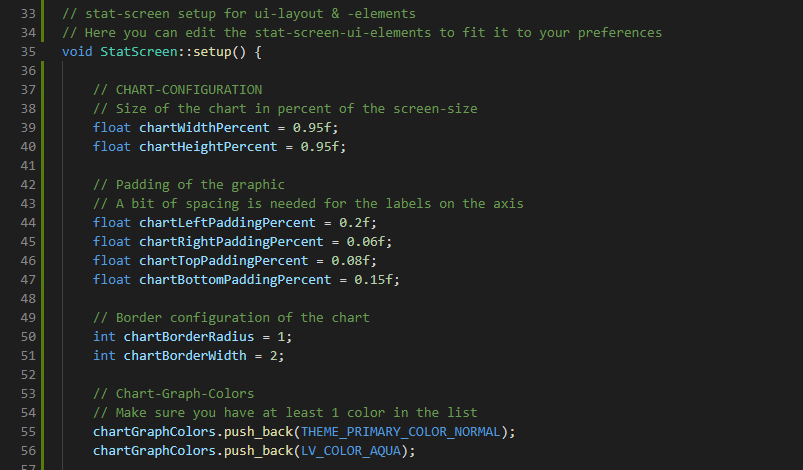 33 // stat-screen setup for ui-layout & -elements
34 // Here you can edit the stat-screen-ui-elements to fit it to your preferences
35 void StatScreen::setup() {
36
37 // CHART-CONFIGURATION
38 // Size of the chart in percent of the screen-size
39 float chartWidthPercent = 0.95f;
40 float chartHeightPercent = 0.95f;
41
42 // Padding of the graphic
43 // A bit of spacing is needed for the labels on the axis
44 float chartLeftPaddingPercent = 0.2f;
45 float chartRightPaddingPercent = 0.06f;
46 float chartTopPaddingPercent = 0.08f;
47 float chartBottomPaddingPercent = 0.15f;
48
49 // Border configuration of the chart
50 int chartBorderRadius = 1;
51 int chartBorderWidth = 2;
52
53 // Chart-Graph-Colors
54 // Make sure you have at least 1 color in the list
55 chartGraphColors.push_back(THEME_PRIMARY_COLOR_NORMAL);
56 chartGraphColors.push_back(LV_COLOR_AQUA);
57